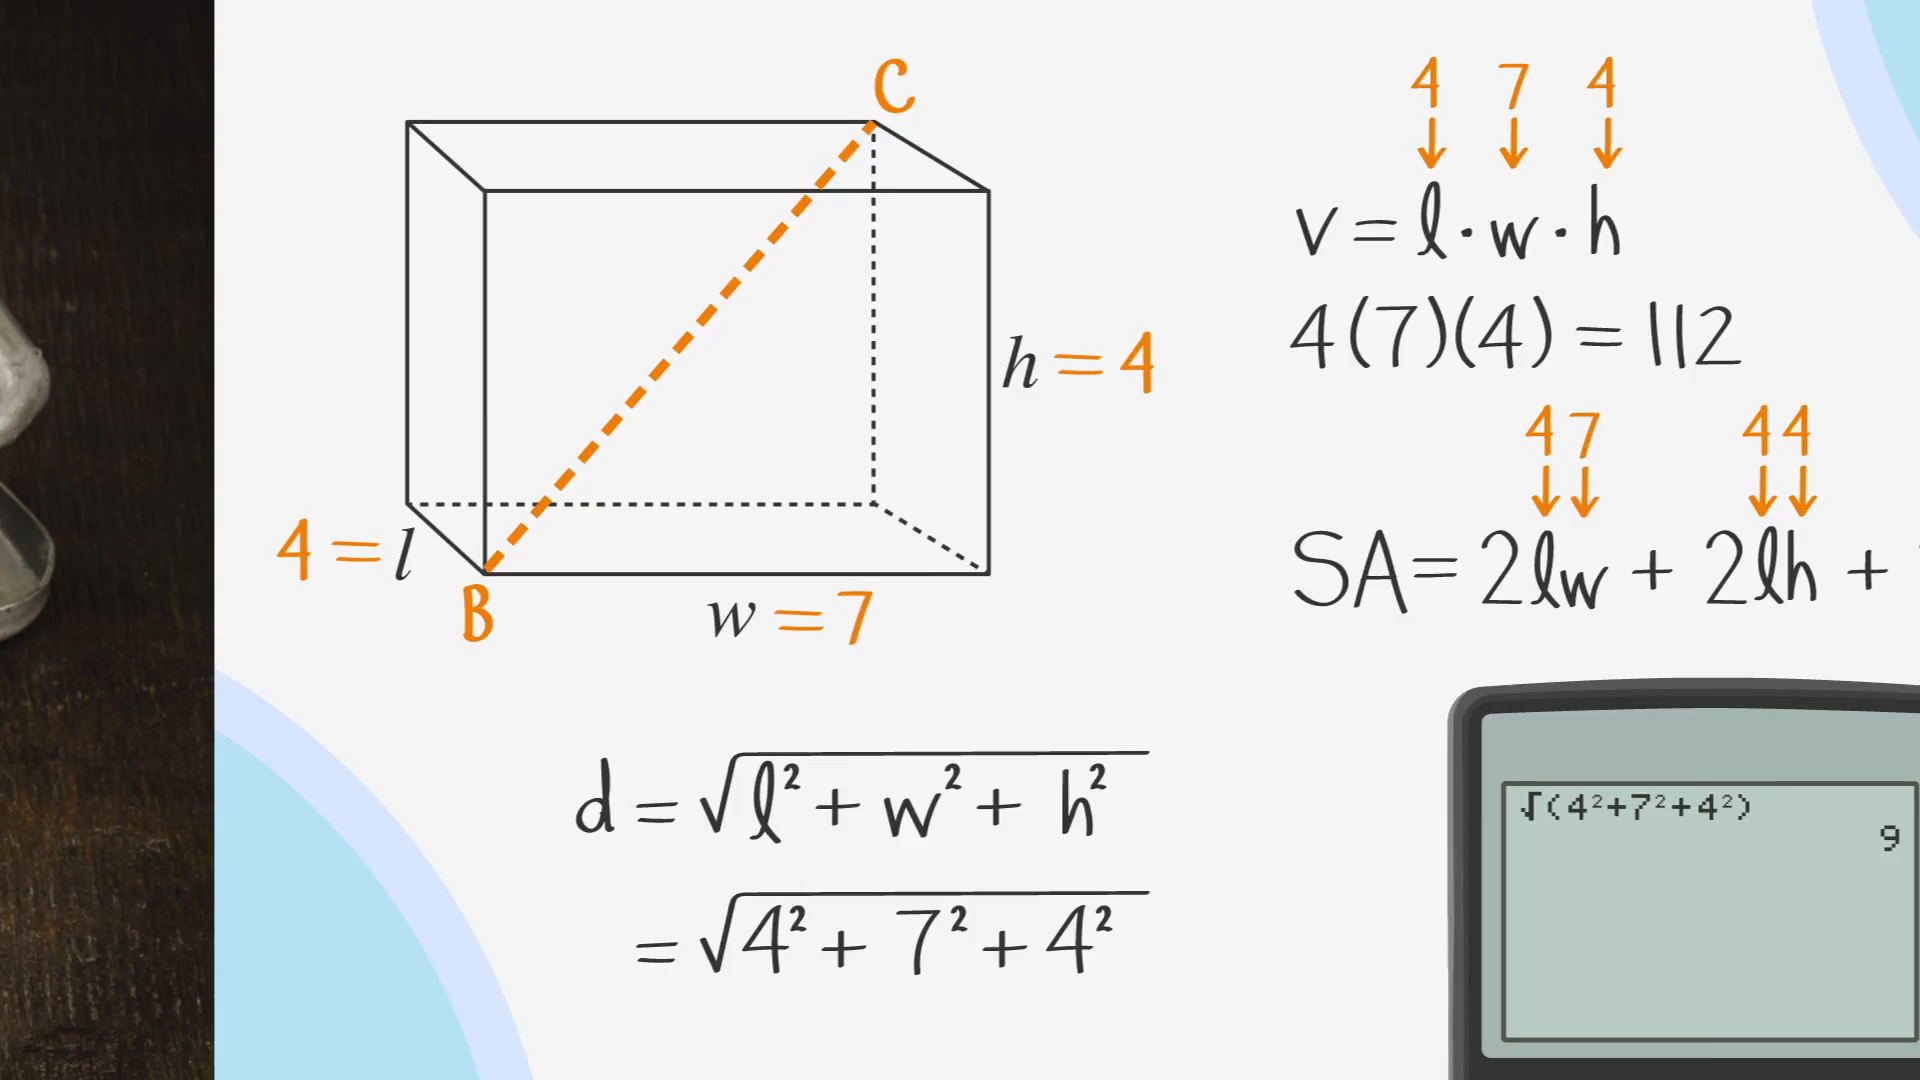 C
h = 4
4 = l
B
w = 7
d = √l² + w² + h²
= √4² + 7² + 4²
4 7 4
v = l · w · h
4(7)(4) = 112
4 7 4 4
SA = 2lw + 2lh +
√(4²+7²+4²)
9